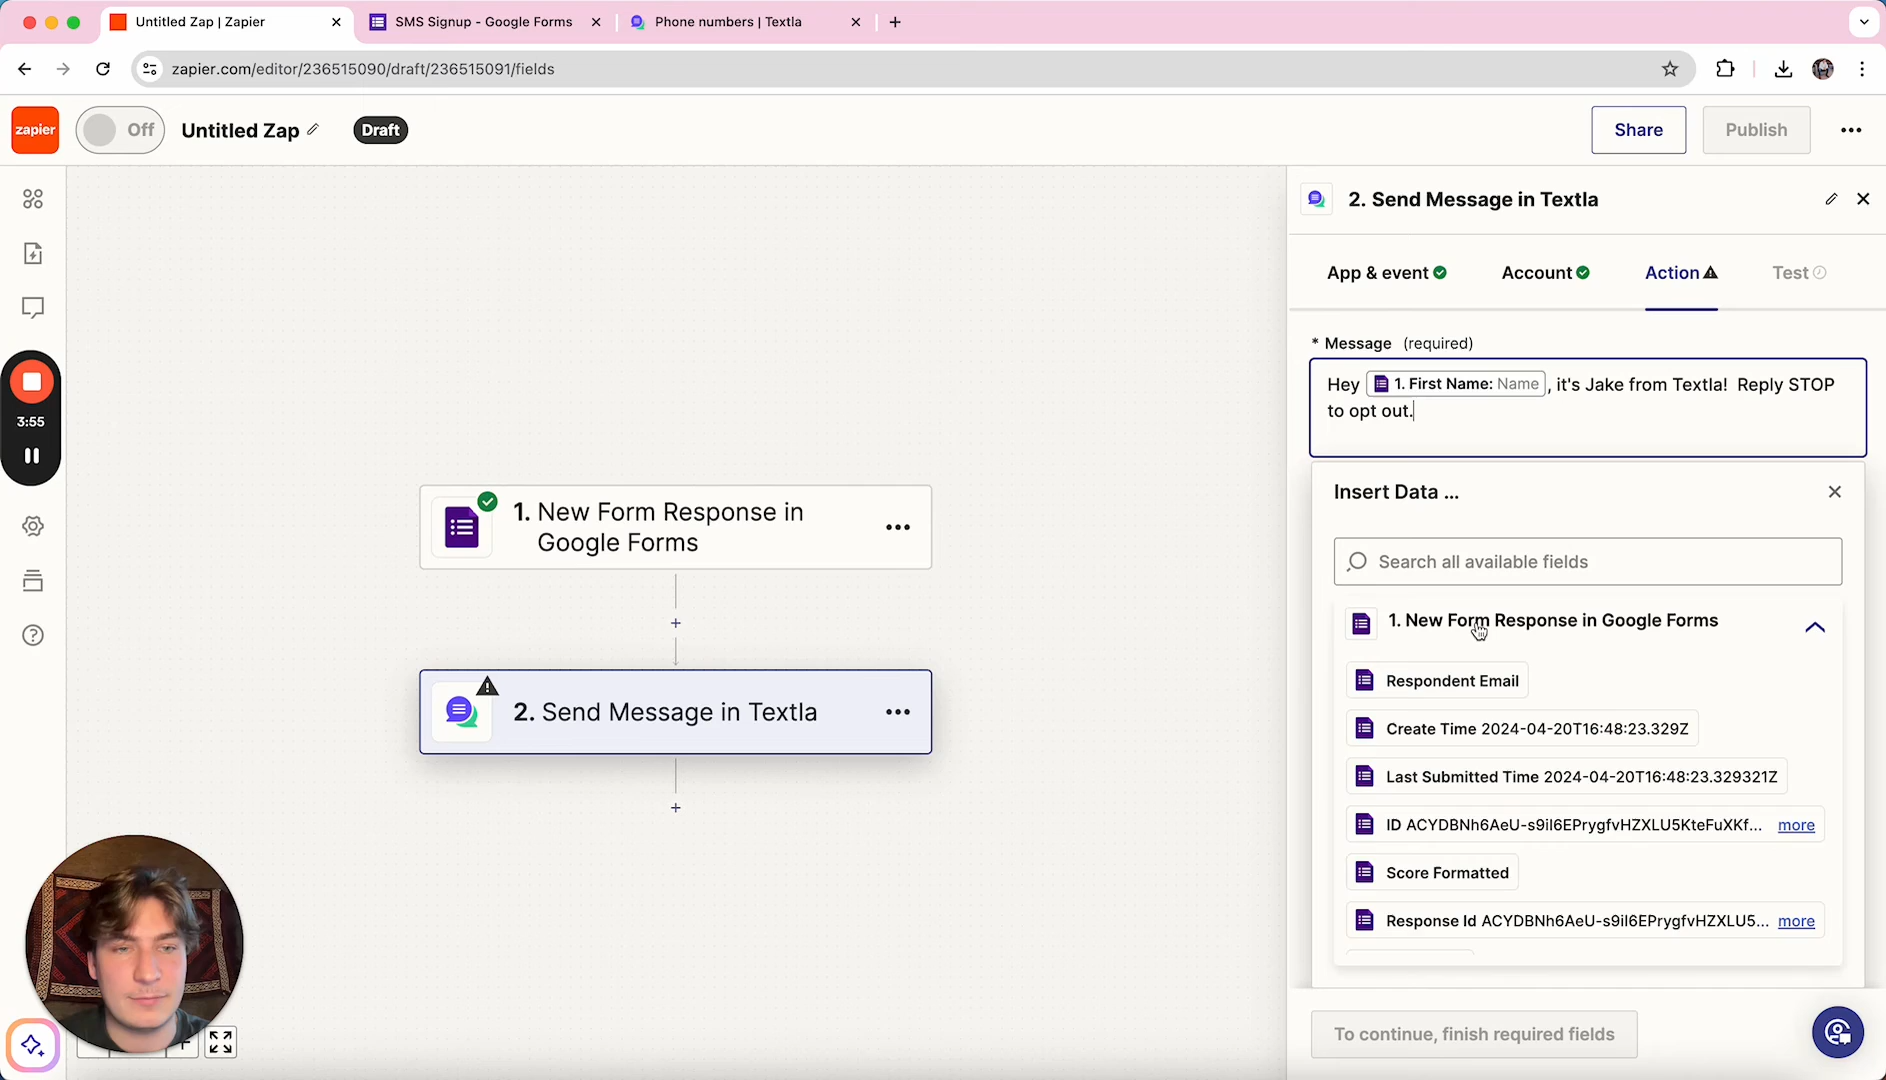 Untitled Zap | Zapier
SMS Signup - Google Forms
Phone numbers | Textla
zapier.com/editor/236515090/draft/236515091/fields
zapier
Off
Untitled Zap
Draft
Share
Publish
2. Send Message in Textla
App & event
Account
Action
Test
* Message (required)
Hey 1. First Name: Name , it's Jake from Textla! Reply STOP
to opt out.
3:55
Insert Data ...
Search all available fields
1. New Form Response in Google Forms
Respondent Email
Create Time 2024-04-20T16:48:23.329Z
Last Submitted Time 2024-04-20T16:48:23.329321Z
ID ACYDBNh6AeU-s9il6EPrygfvHZXLU5KteFuXKf... more
Score Formatted
Response Id ACYDBNh6AeU-s9il6EPrygfvHZXLU5... more
To continue, finish required fields
1. New Form Response in
Google Forms
2. Send Message in Textla